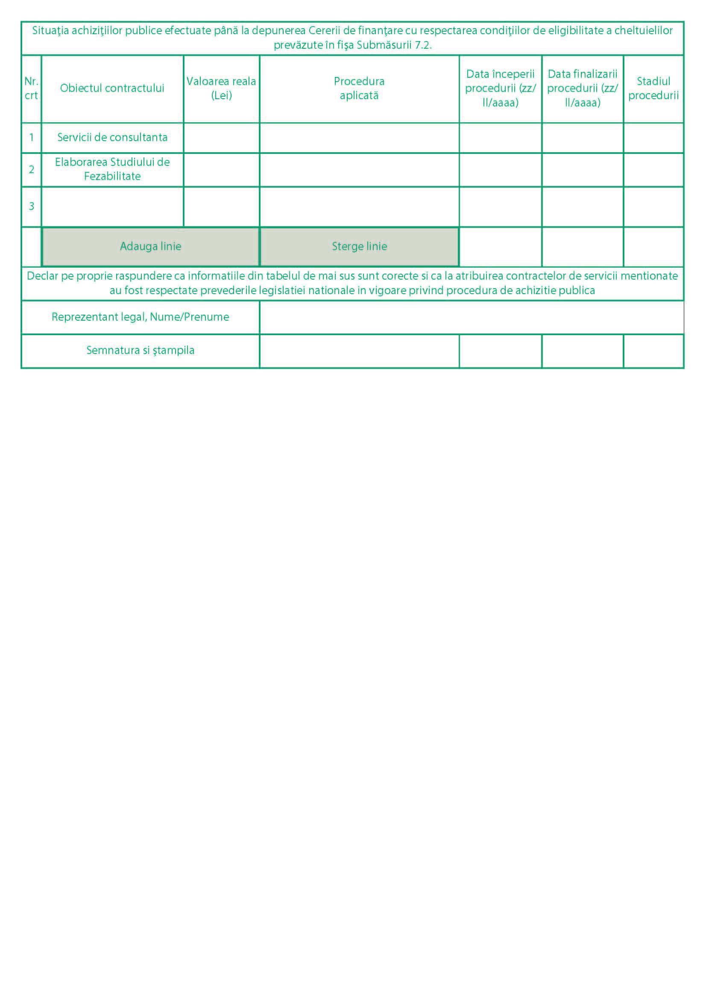 Situaţia achiziţiilor publice efectuate până la depunerea Cererii de finanţare cu respectarea condiţiilor de eligibilitate a cheltuielilor
prevăzute în fişa Submăsurii 7.2.
Nr.
crt
Obiectul contractului
Valoarea reala
(Lei)
Procedura
aplicată
Data începerii
procedurii (zz/
ll/aaaa)
Data finalizarii
procedurii (zz/
ll/aaaa)
Stadiul
procedurii
1
Servicii de consultanta
2
Elaborarea Studiului de
Fezabilitate
3
Adauga linie
Sterge linie
Declar pe proprie raspundere ca informatiile din tabelul de mai sus sunt corecte si ca la atribuirea contractelor de servicii mentionate
au fost respectate prevederile legislatiei nationale in vigoare privind procedura de achizitie publica
Reprezentant legal, Nume/Prenume
Semnatura si ştampila